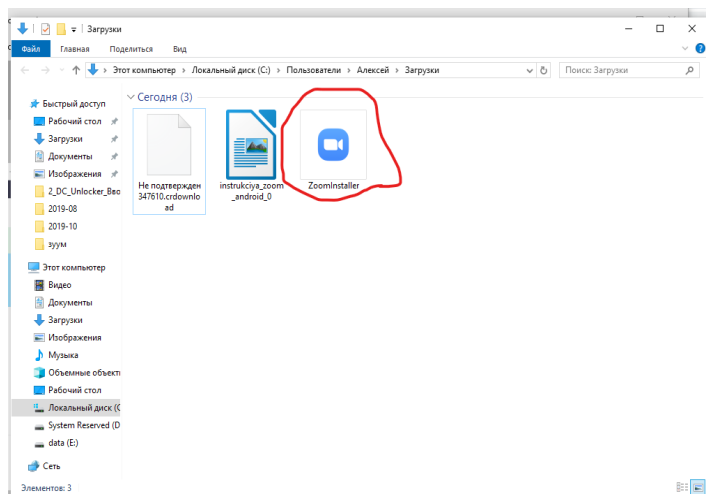 Загрузки
Файл
Главная
Поделиться
Вид
Этот компьютер > Локальный диск (C:) > Пользователи > Алексей > Загрузки
Поиск: Загрузки
Быстрый доступ
Рабочий стол
Загрузки
Документы
Изображения
2_DC_Unlocker_Вво
2019-08
2019-10
зуум
Этот компьютер
Видео
Документы
Загрузки
Изображения
Музыка
Объемные объекты
Рабочий стол
Локальный диск (C
System Reserved (D
data (E:)
Сеть
Сегодня (3)
Не подтвержден
347610.crdownlo
ad
instrukciya_zoom
_android_0
ZoomInstaller
Элементов: 3